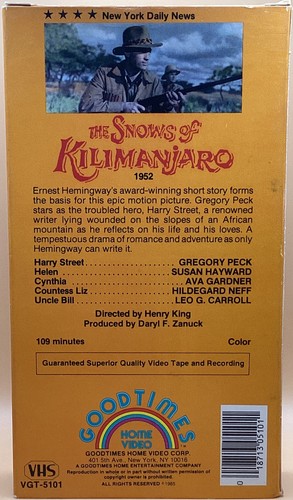 ★ ★ ★ ★ New York Daily News
THE SNOWS OF
KILIMANJARO
1952
Ernest Hemingway's award-winning short story forms
the basis for this epic motion picture. Gregory Peck
stars as the troubled hero, Harry Street, a renowned
writer lying wounded on the slopes of an African
mountain as he reflects on his life and his loves. A
tempestuous drama of romance and adventure as only
Hemingway can write it.
Harry Street . . . . . . . . . . . . . . . . . . . GREGORY PECK
Helen . . . . . . . . . . . . . . . . . . . . . . SUSAN HAYWARD
Cynthia . . . . . . . . . . . . . . . . . . . . . . . AVA GARDNER
Countess Liz . . . . . . . . . . . . . . . . HILDEGARD NEFF
Uncle Bill . . . . . . . . . . . . . . . . . . . LEO G. CARROLL
Directed by Henry King
Produced by Daryl F. Zanuck
109 minutes Color
Guaranteed Superior Quality Video Tape and Recording
GOODTIMES
HOME
VIDEO
GOODTIMES HOME VIDEO CORP.
401 5th Ave., New York, NY 10016
A GOODTIMES HOME ENTERTAINMENT COMPANY
Reproduction in whole or in part without written permission of
copyright owner is prohibited.
ALL RIGHTS RESERVED
VHS
VGT-5101
0 18713 05101